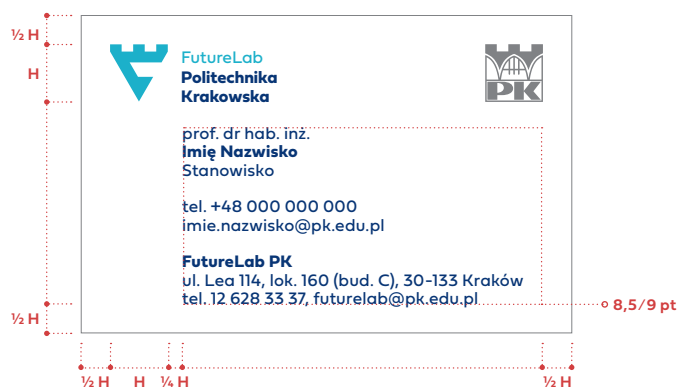 ½ H
H
FutureLab
Politechnika
Krakowska
PK
prof. dr hab. inż.
Imię Nazwisko
Stanowisko
tel. +48 000 000 000
imie.nazwisko@pk.edu.pl
FutureLab PK
ul. Lea 114, lok. 160 (bud. C), 30-133 Kraków
tel. 12 628 33 37, futurelab@pk.edu.pl
8,5/9 pt
½ H
½ H H ¼ H ½ H